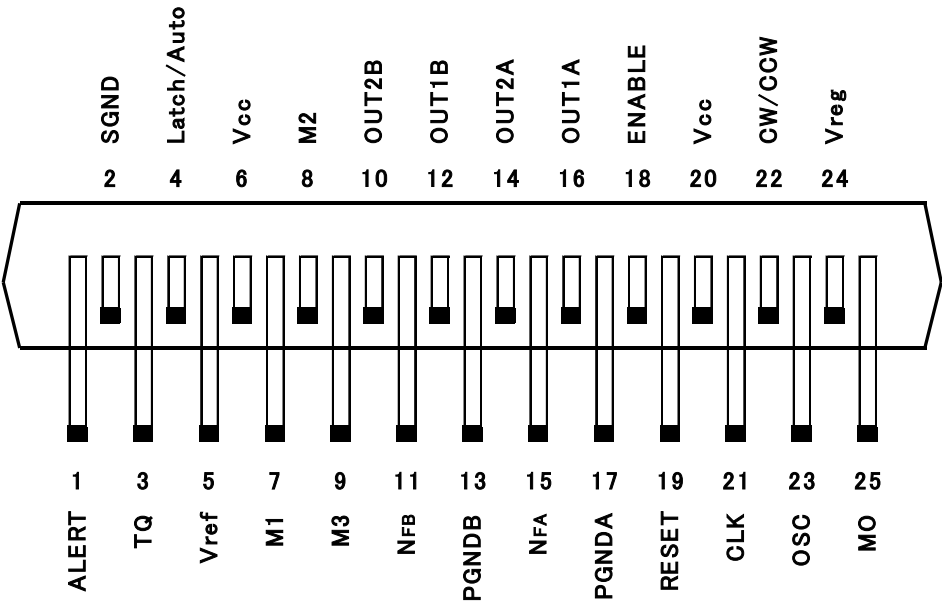 SGND Latch/Auto Vcc M2 OUT2B OUT1B OUT2A OUT1A ENABLE Vcc CW/CCW Vreg
2 4 6 8 10 12 14 16 18 20 22 24
1 3 5 7 9 11 13 15 17 19 21 23 25
ALERT TQ Vref M1 M3 NFB PGNDB NFA PGNDA RESET CLK OSC MO